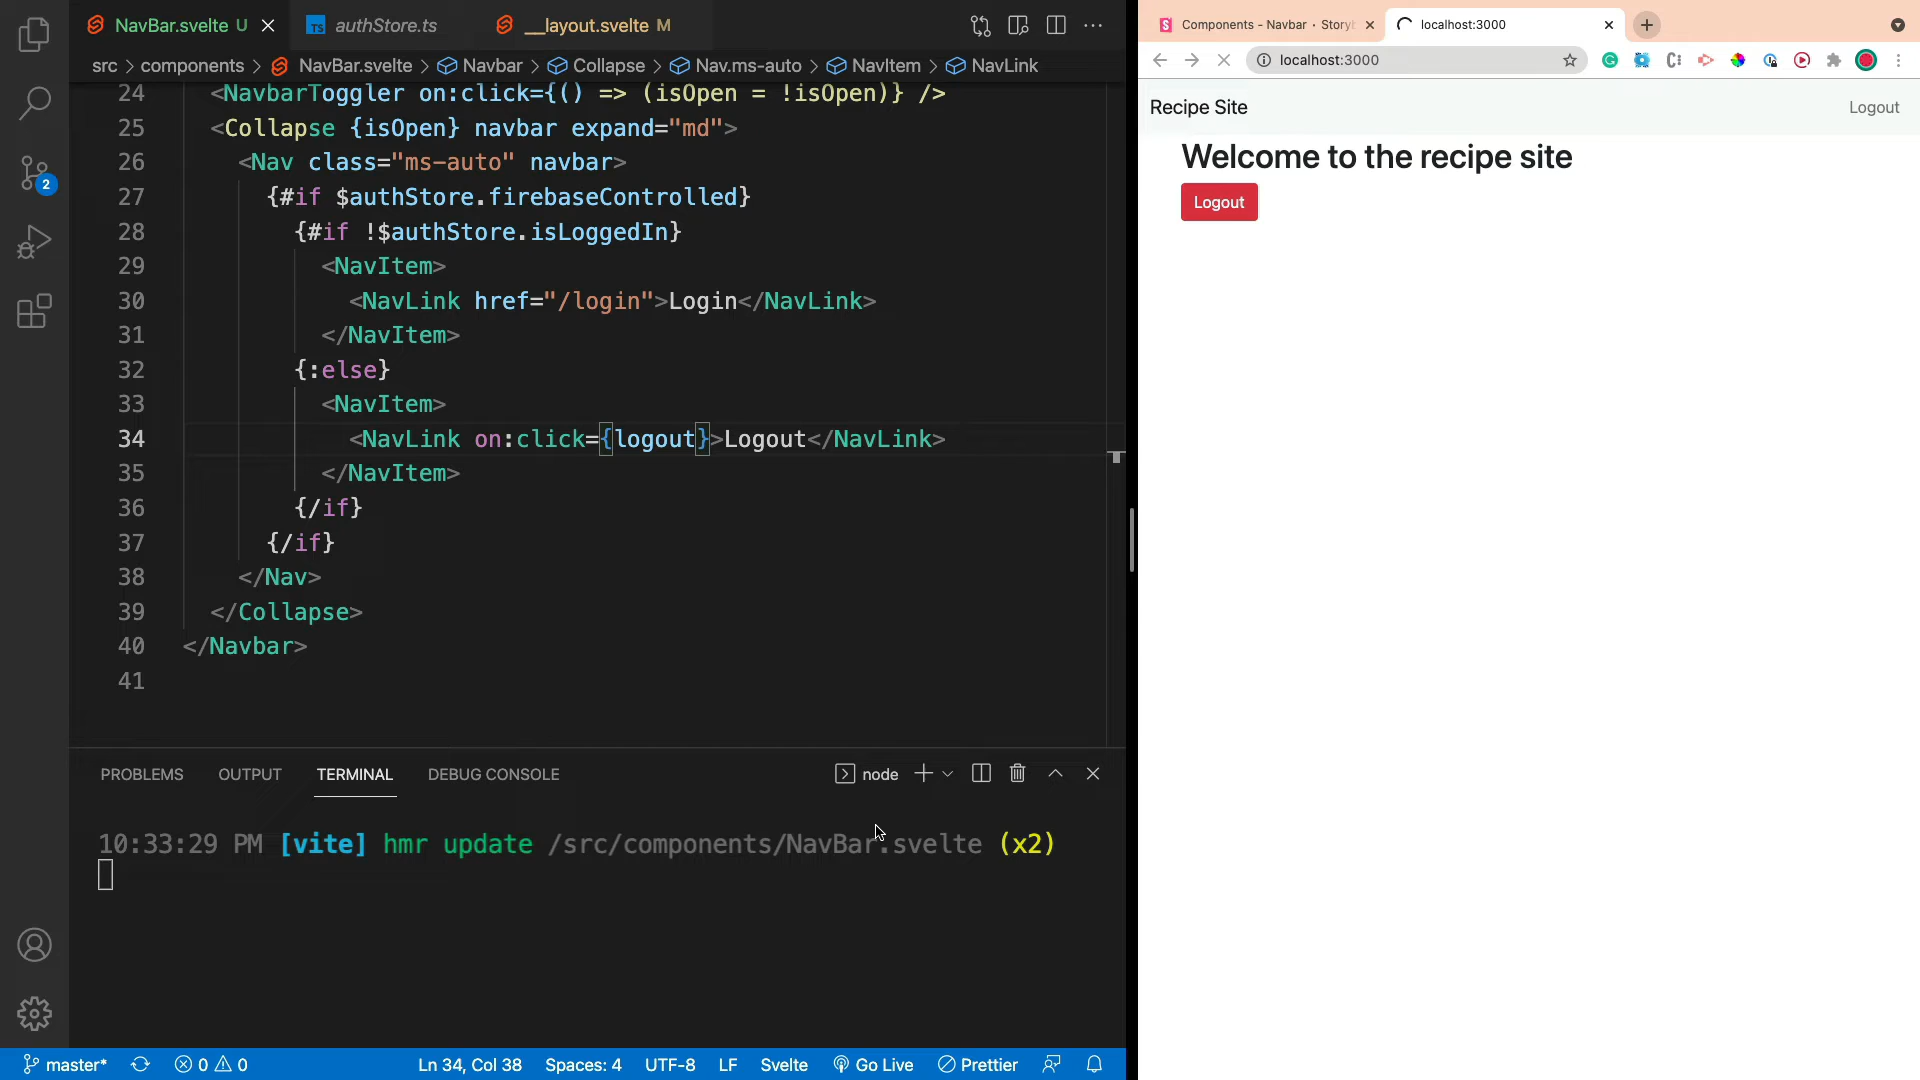 NavBar.svelte U
TS authStore.ts
__layout.svelte M
src > components > NavBar.svelte > Navbar > Collapse > Nav.ms-auto > NavItem > NavLink
24 <NavbarToggler on:click={() => (isOpen = !isOpen)} />
25 <Collapse {isOpen} navbar expand="md">
26 <Nav class="ms-auto" navbar>
27 {#if $authStore.firebaseControlled}
28 {#if !$authStore.isLoggedIn}
29 <NavItem>
30 <NavLink href="/login">Login</NavLink>
31 </NavItem>
32 {:else}
33 <NavItem>
34 <NavLink on:click={logout}>Logout</NavLink>
35 </NavItem>
36 {/if}
37 {/if}
38 </Nav>
39 </Collapse>
40 </Navbar>
41
2
PROBLEMS OUTPUT TERMINAL DEBUG CONSOLE
node
10:33:29 PM [vite] hmr update /src/components/NavBar.svelte (x2)
master* 0 0 Ln 34, Col 38 Spaces: 4 UTF-8 LF Svelte Go Live Prettier
Components - Navbar · Story
localhost:3000
localhost:3000
Recipe Site
Logout
Welcome to the recipe site
Logout